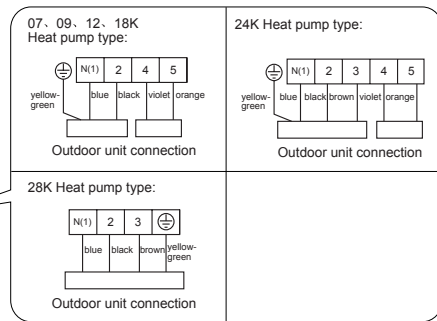 07、09、12、18K
Heat pump type:
N(1) 2 4 5
yellow-
green
blue black violet orange
Outdoor unit connection
24K Heat pump type:
N(1) 2 3 4 5
yellow-
green
blue black brown violet orange
Outdoor unit connection
28K Heat pump type:
N(1) 2 3
blue black brown yellow-
green
Outdoor unit connection